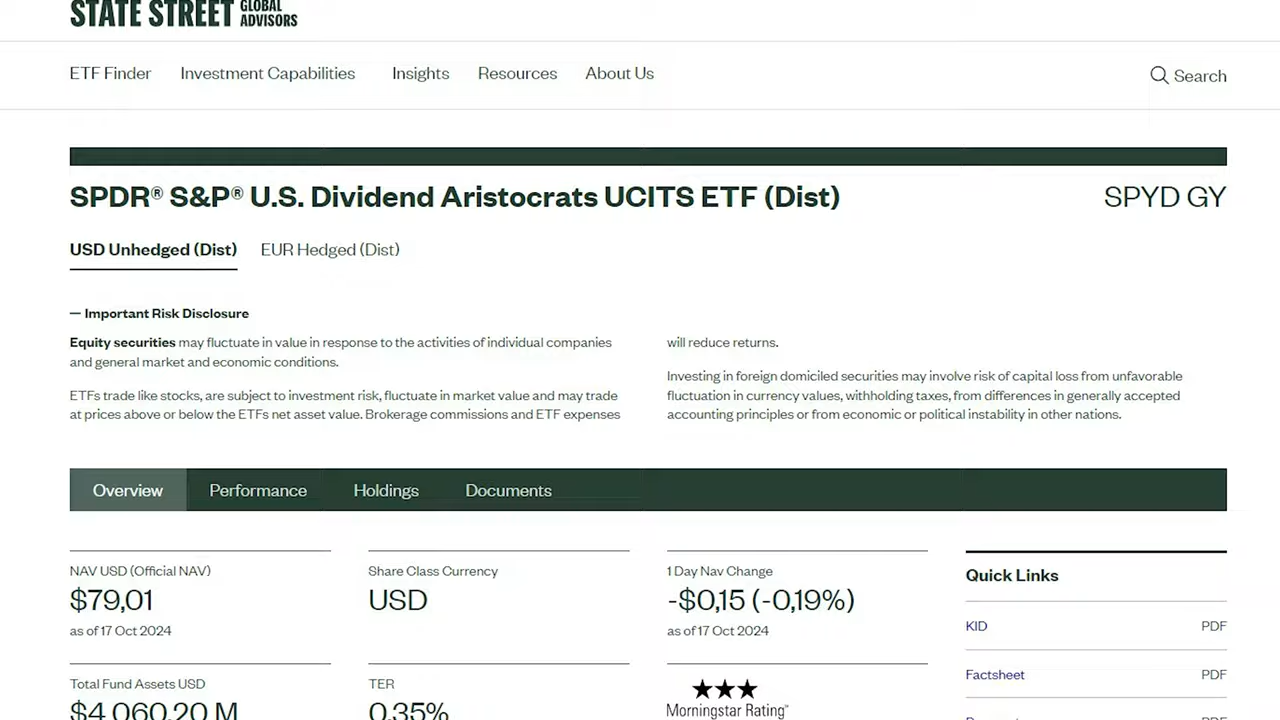 STATE STREET GLOBAL ADVISORS
ETF Finder Investment Capabilities Insights Resources About Us Search
SPDR® S&P® U.S. Dividend Aristocrats UCITS ETF (Dist) SPYD GY
USD Unhedged (Dist) EUR Hedged (Dist)
— Important Risk Disclosure
Equity securities may fluctuate in value in response to the activities of individual companies
and general market and economic conditions.
ETFs trade like stocks, are subject to investment risk, fluctuate in market value and may trade
at prices above or below the ETFs net asset value. Brokerage commissions and ETF expenses
will reduce returns.
Investing in foreign domiciled securities may involve risk of capital loss from unfavorable
fluctuation in currency values, withholding taxes, from differences in generally accepted
accounting principles or from economic or political instability in other nations.
Overview Performance Holdings Documents
NAV USD (Official NAV)
$79,01
as of 17 Oct 2024
Share Class Currency
USD
1 Day Nav Change
-$0,15 (-0,19%)
as of 17 Oct 2024
Quick Links
KID PDF
Factsheet PDF
Total Fund Assets USD
$4.060,20 M
TER
0,35%
★★★
Morningstar Rating™